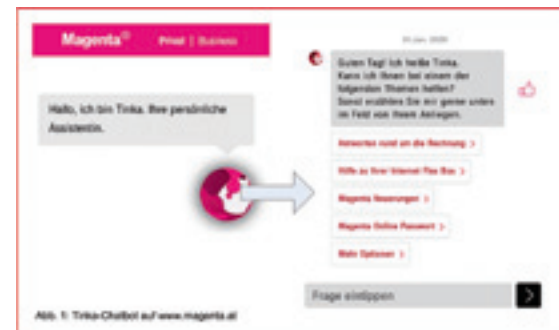 Magenta
Privat | Business
Hallo, ich bin Tinka. Ihre persönliche
Assistentin.
Guten Tag! Ich heiße Tinka.
Kann ich Ihnen bei einem der
folgenden Themen helfen?
Sonst erzählen Sie mir gerne unten
im Feld von Ihrem Anliegen.
Antworten rund um die Rechnung >
Hilfe zu Ihrer Internet Flex Box >
Magenta Neuerungen >
Magenta Online Passwort >
Mehr Optionen >
Frage eintippen
Abb. 1: Tinka-Chatbot auf www.magenta.at